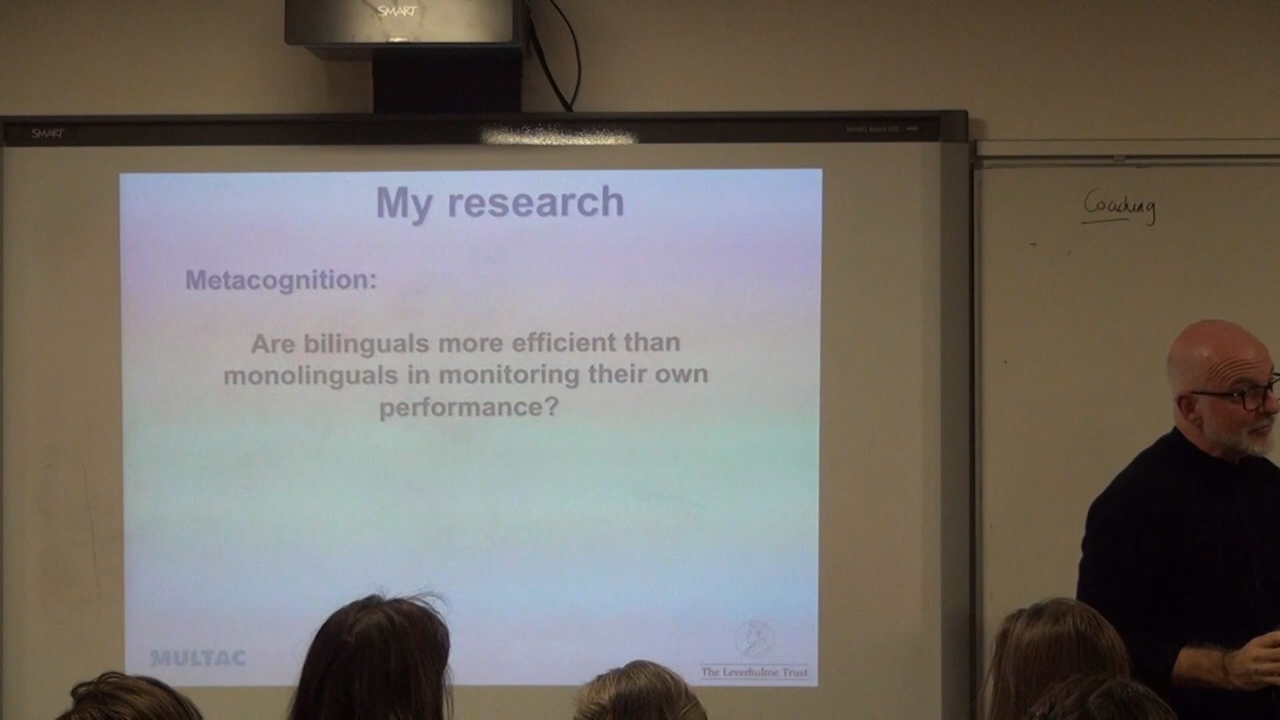 SMART
SMART
My research
Metacognition:
Are bilinguals more efficient than
monolinguals in monitoring their own
performance?
MULTAC
The Leverhulme Trust
Coaching